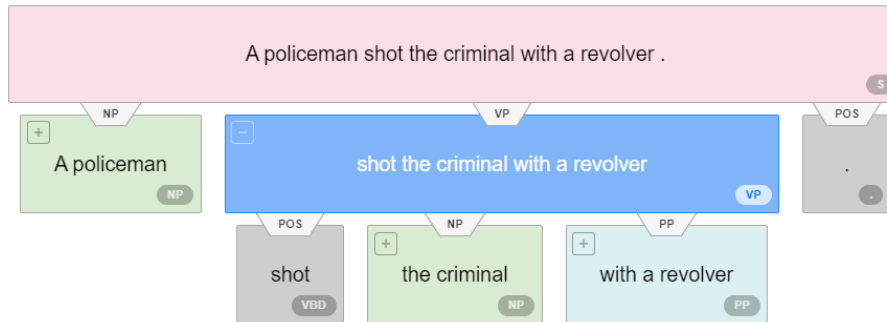 A policeman shot the criminal with a revolver .
S
NP VP POS
+ −
A policeman shot the criminal with a revolver .
NP VP .
POS NP PP
+ +
shot the criminal with a revolver
VBD NP PP